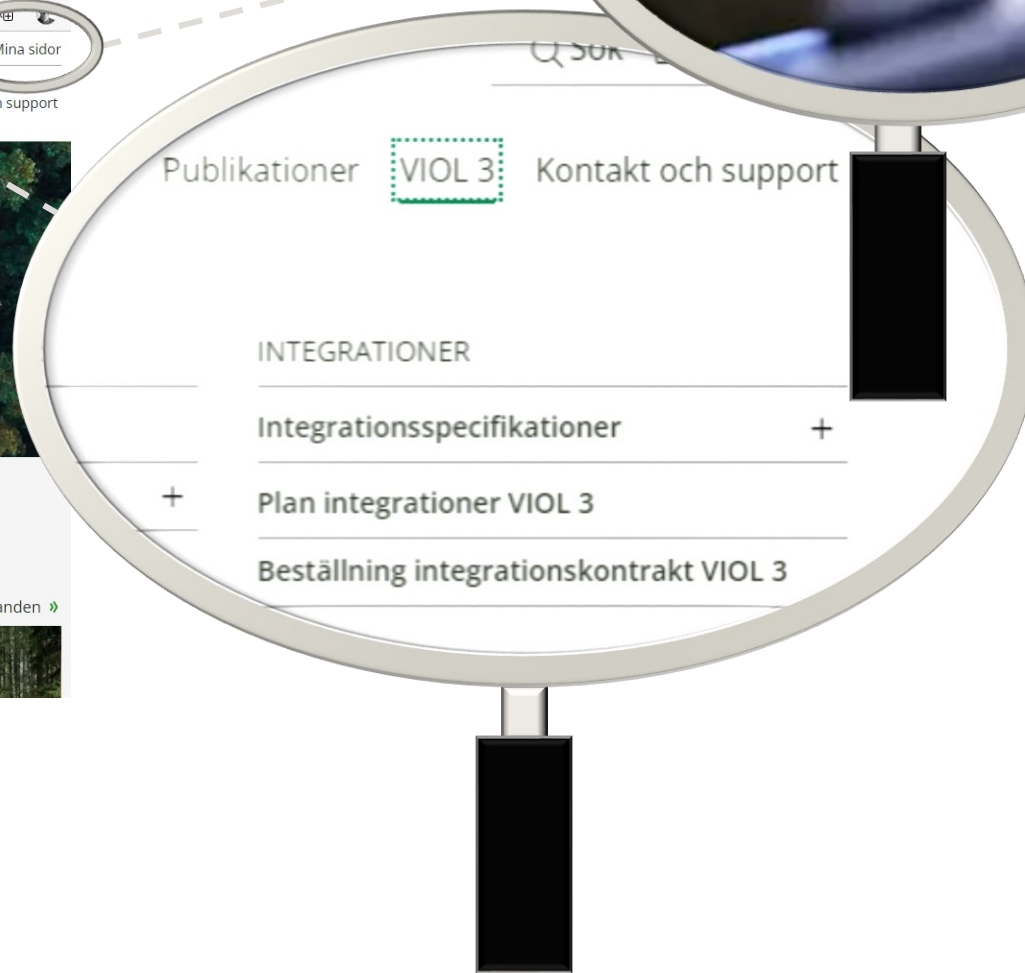 Mina sidor
support
Sök
Publikationer VIOL 3 Kontakt och support
INTEGRATIONER
Integrationsspecifikationer +
+
Plan integrationer VIOL 3
Beställning integrationskontrakt VIOL 3
anden »